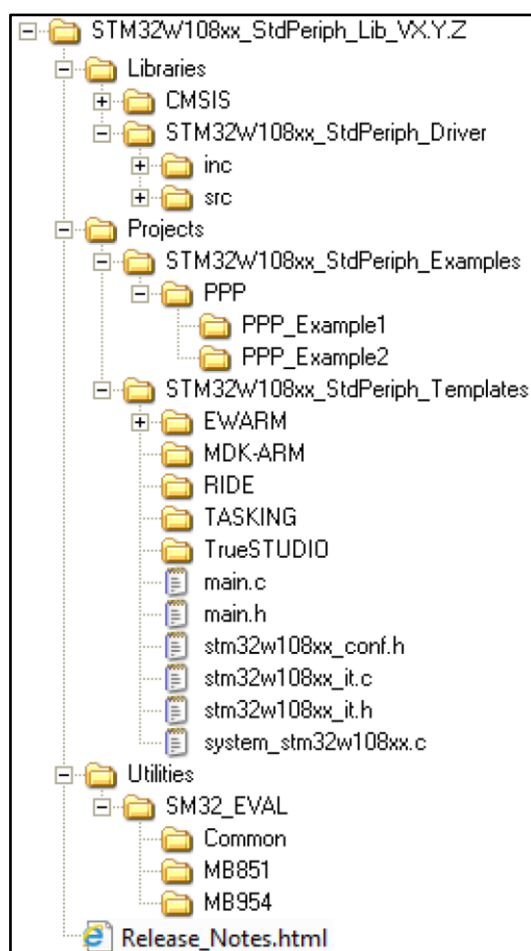 STM32W108xx_StdPeriph_Lib_VX.Y.Z
Libraries
CMSIS
STM32W108xx_StdPeriph_Driver
inc
src
Projects
STM32W108xx_StdPeriph_Examples
PPP
PPP_Example1
PPP_Example2
STM32W108xx_StdPeriph_Templates
EWARM
MDK-ARM
RIDE
TASKING
TrueSTUDIO
main.c
main.h
stm32w108xx_conf.h
stm32w108xx_it.c
stm32w108xx_it.h
system_stm32w108xx.c
Utilities
SM32_EVAL
Common
MB851
MB954
Release_Notes.html